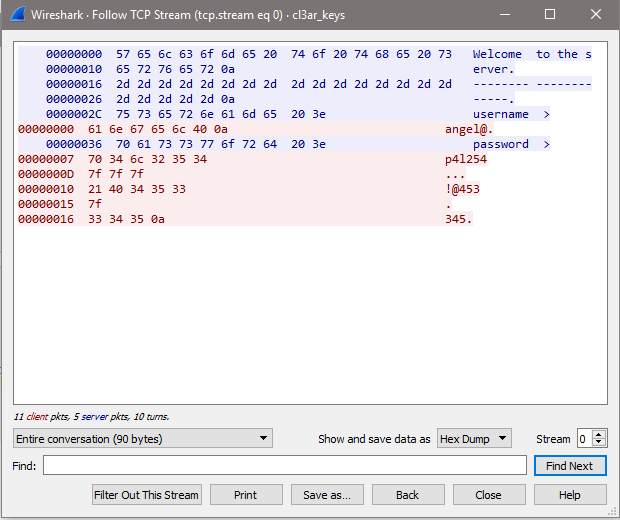 Wireshark · Follow TCP Stream (tcp.stream eq 0) · cl3ar_keys
00000000 57 65 6c 63 6f 6d 65 20 74 6f 20 74 68 65 20 73 Welcome to the s
00000010 65 72 76 65 72 0a erver.
00000016 2d 2d 2d 2d 2d 2d 2d 2d 2d 2d 2d 2d 2d 2d 2d 2d -------- --------
00000026 2d 2d 2d 2d 2d 0a -----.
0000002C 75 73 65 72 6e 61 6d 65 20 3e username >
00000000 61 6e 67 65 6c 40 0a angel@.
00000036 70 61 73 73 77 6f 72 64 20 3e password >
00000007 70 34 6c 32 35 34 p4l254
0000000D 7f 7f 7f ...
00000010 21 40 34 35 33 !@453
00000015 7f .
00000016 33 34 35 0a 345.
11 client pkts, 5 server pkts, 10 turns.
Entire conversation (90 bytes) Show and save data as Hex Dump Stream 0
Find: Find Next
Filter Out This Stream Print Save as... Back Close Help